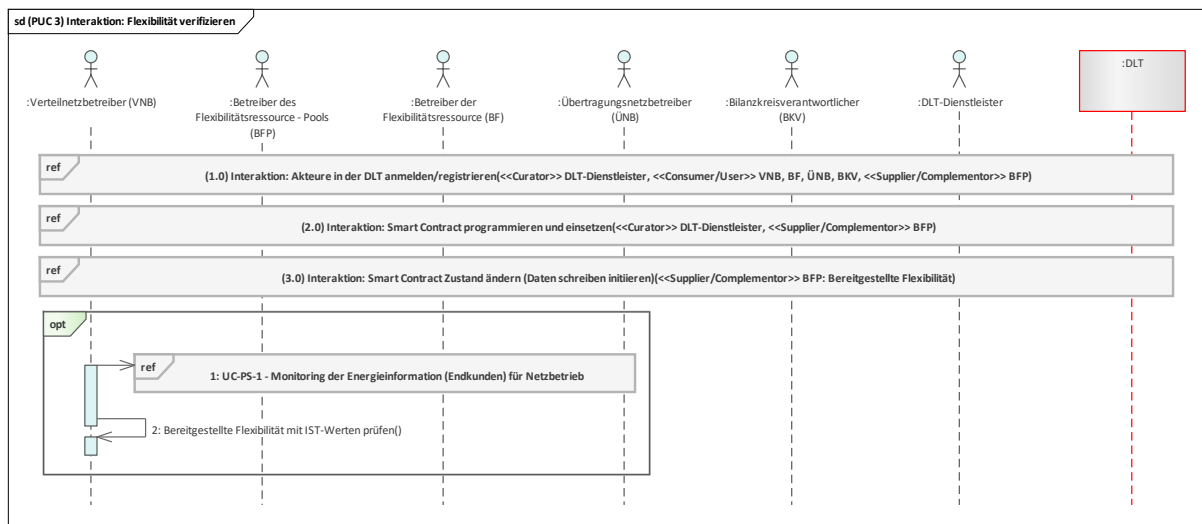 sd (PUC 3) Interaktion: Flexibilität verifizieren
:Verteilnetzbetreiber (VNB)
:Betreiber des
Flexibilitätsressource - Pools
(BFP)
:Betreiber der
Flexibilitätsressource (BF)
:Übertragungsnetzbetreiber
(ÜNB)
:Bilanzkreisverantwortlicher
(BKV)
:DLT-Dienstleister
:DLT
ref
(1.0) Interaktion: Akteure in der DLT anmelden/registrieren(<<Curator>> DLT-Dienstleister, <<Consumer/User>> VNB, BF, ÜNB, BKV, <<Supplier/Complementor>> BFP)
ref
(2.0) Interaktion: Smart Contract programmieren und einsetzen(<<Curator>> DLT-Dienstleister, <<Supplier/Complementor>> BFP)
ref
(3.0) Interaktion: Smart Contract Zustand ändern (Daten schreiben initiieren)(<<Supplier/Complementor>> BFP: Bereitgestellte Flexibilität)
opt
ref
1: UC-PS-1 - Monitoring der Energieinformation (Endkunden) für Netzbetrieb
2: Bereitgestellte Flexibilität mit IST-Werten prüfen()